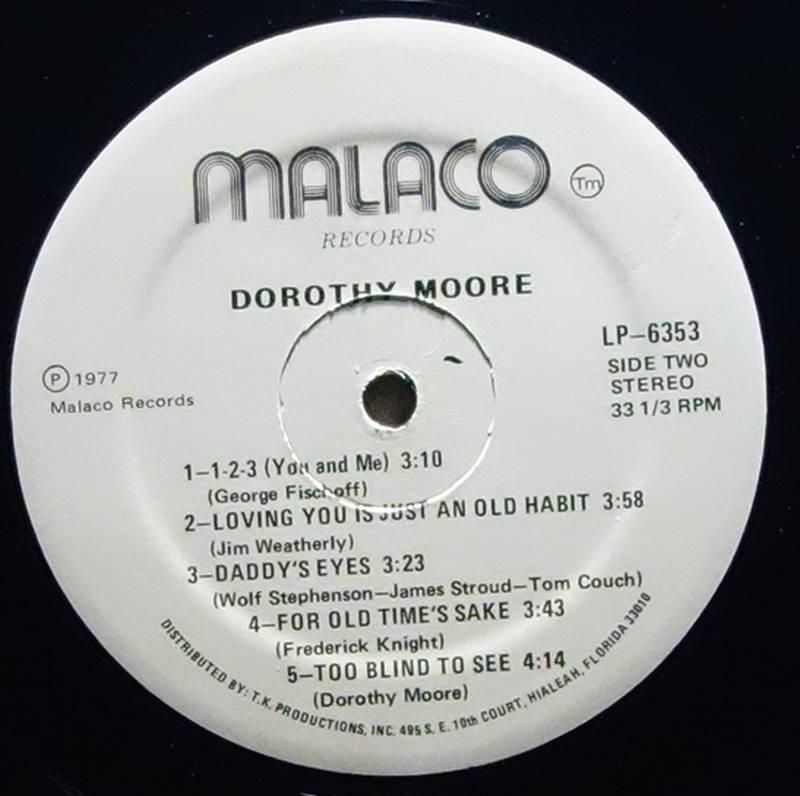 MALACO Tm
RECORDS
DOROTHY MOORE
LP-6353
SIDE TWO
STEREO
33 1/3 RPM
Ⓟ 1977
Malaco Records
1-1-2-3 (You and Me) 3:10
(George Fischoff)
2-LOVING YOU IS JUST AN OLD HABIT 3:58
(Jim Weatherly)
3-DADDY'S EYES 3:23
(Wolf Stephenson-James Stroud-Tom Couch)
4-FOR OLD TIME'S SAKE 3:43
(Frederick Knight)
5-TOO BLIND TO SEE 4:14
(Dorothy Moore)
DISTRIBUTED BY: T.K. PRODUCTIONS, INC. 495 S. E. 10th COURT, HIALEAH, FLORIDA 33010